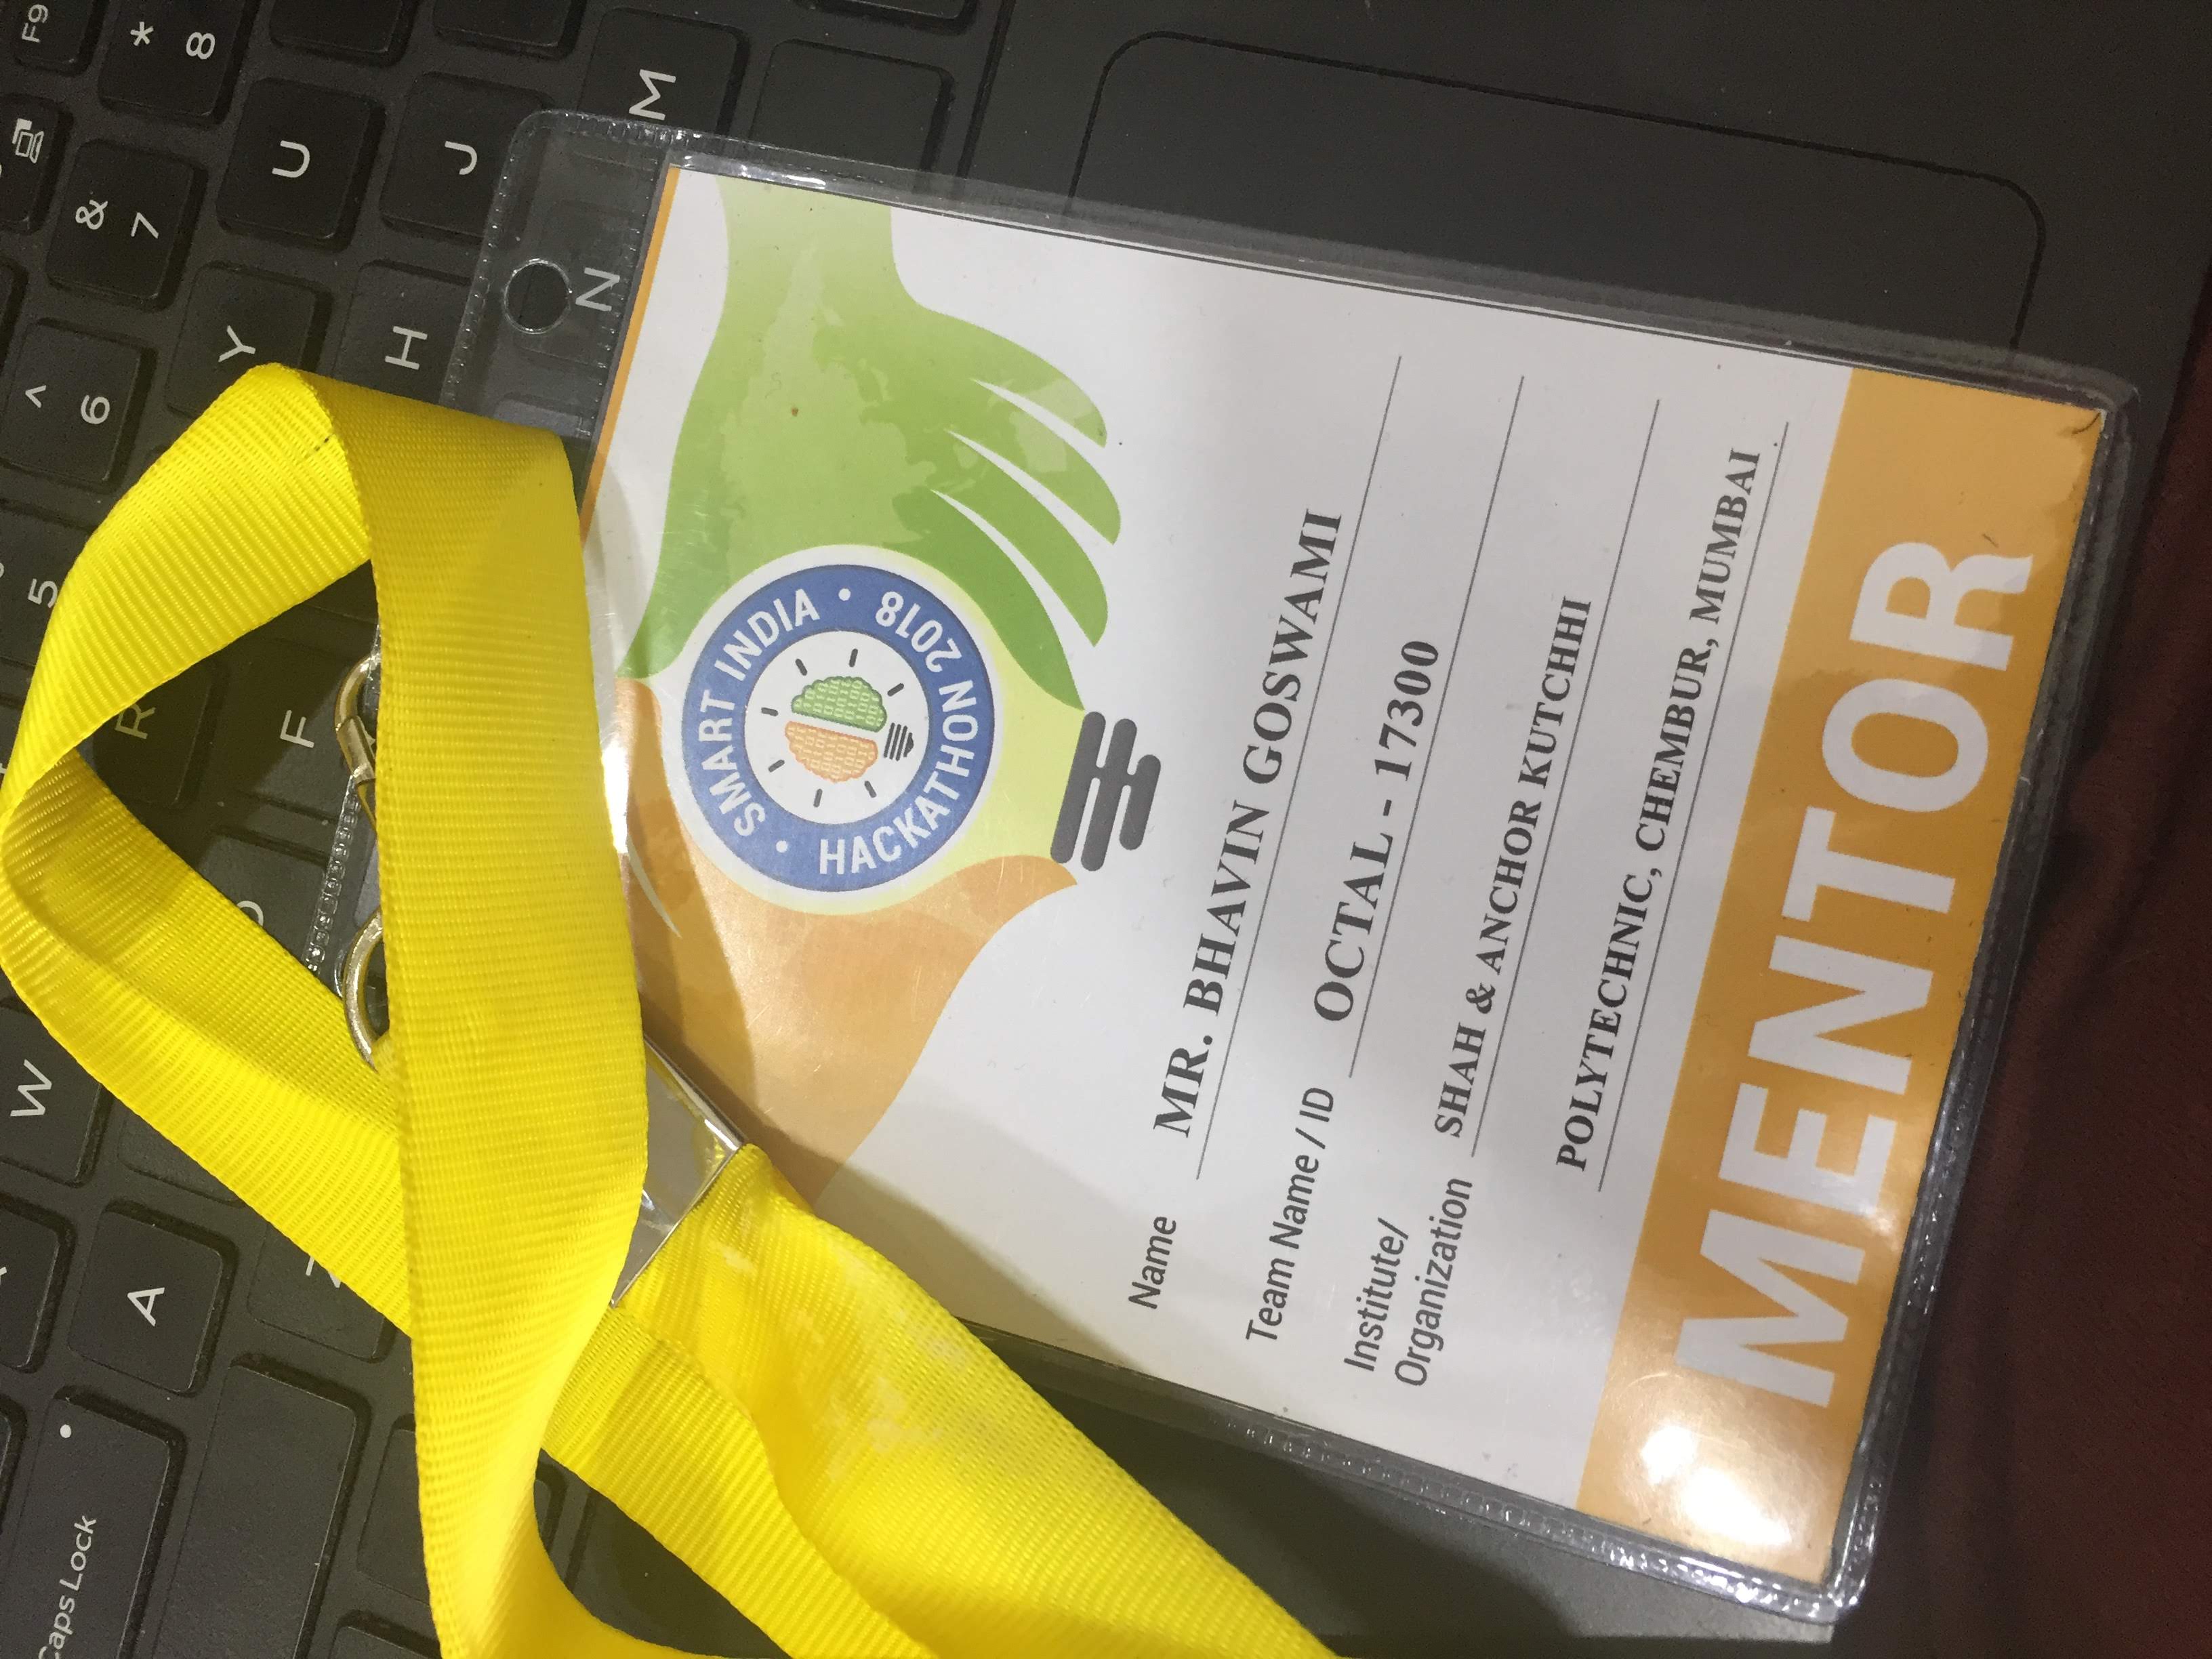 Caps Lock
A
W
5
^
6
&
7
*
8
F9
R
Y
U
F
H
J
Z
N
M
SMART INDIA
HACKATHON 2018
Name MR. BHAVIN GOSWAMI
Team Name / ID OCTAL - 17300
Institute/
Organization SHAH & ANCHOR KUTCHHI
POLYTECHNIC, CHEMBUR, MUMBAI
MENTOR